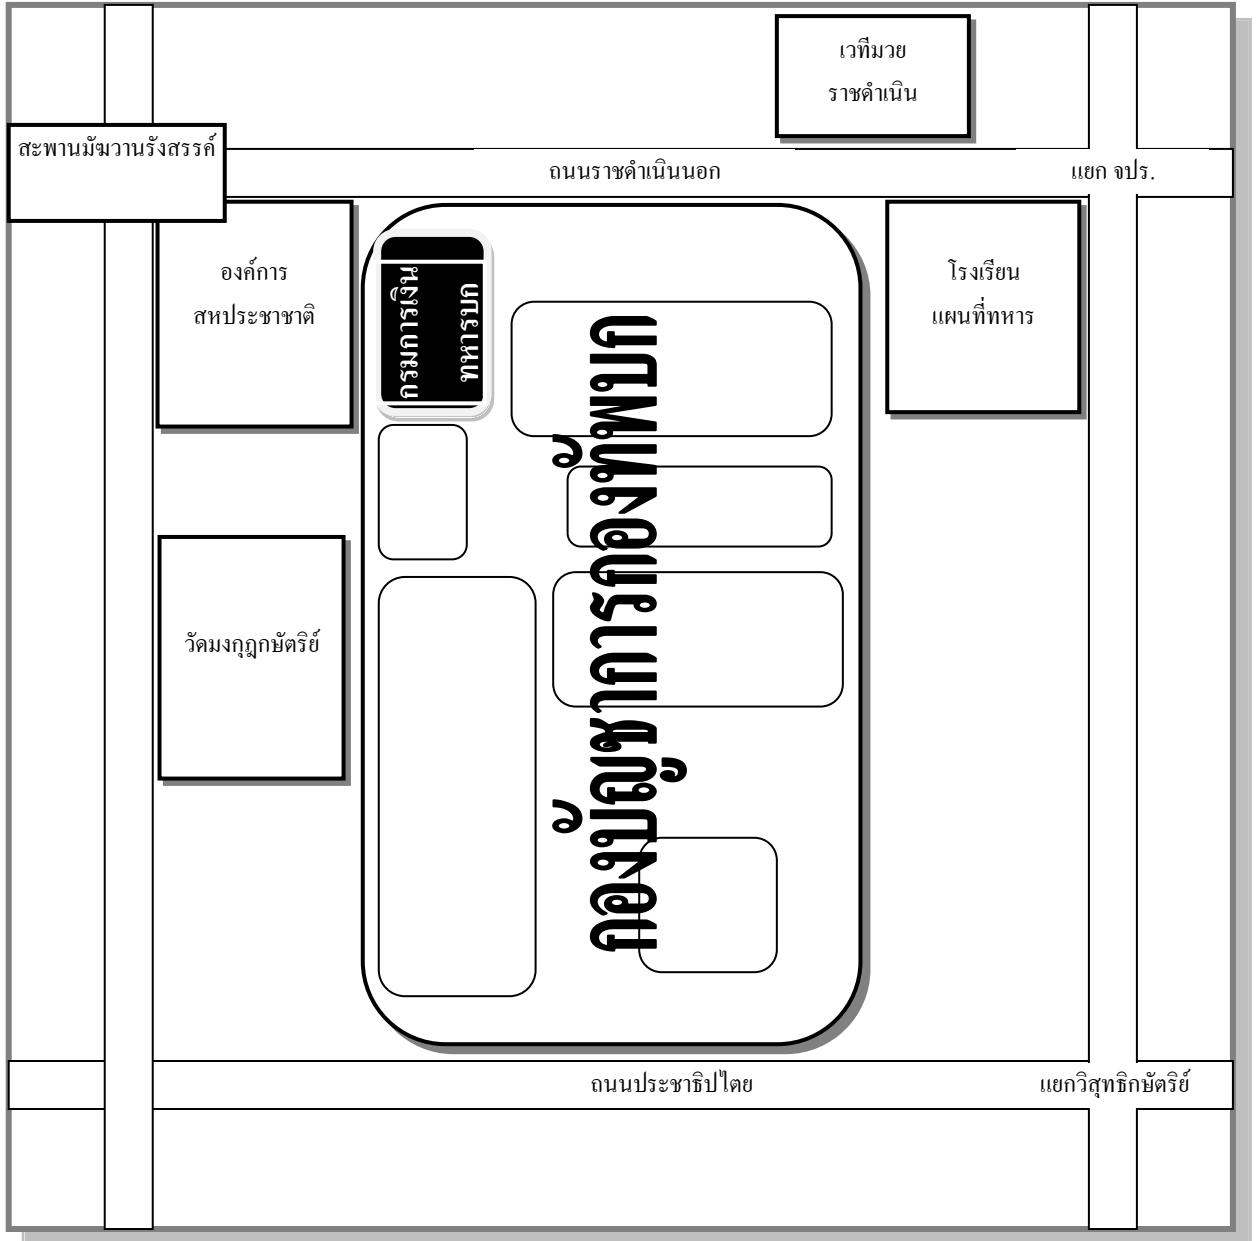 เวทีมวย
ราชดำเนิน
สะพานมัฆวานรังสรรค์
ถนนราชดำเนินนอก
แยก จปร.
องค์การ
สหประชาชาติ
กรมการเงิน
ทหารบก
โรงเรียน
แผนที่ทหาร
กองบัญชาการกองทัพบก
วัดมงกุฎกษัตริย์
ถนนประชาธิปไตย
แยกวิสุทธิกษัตริย์